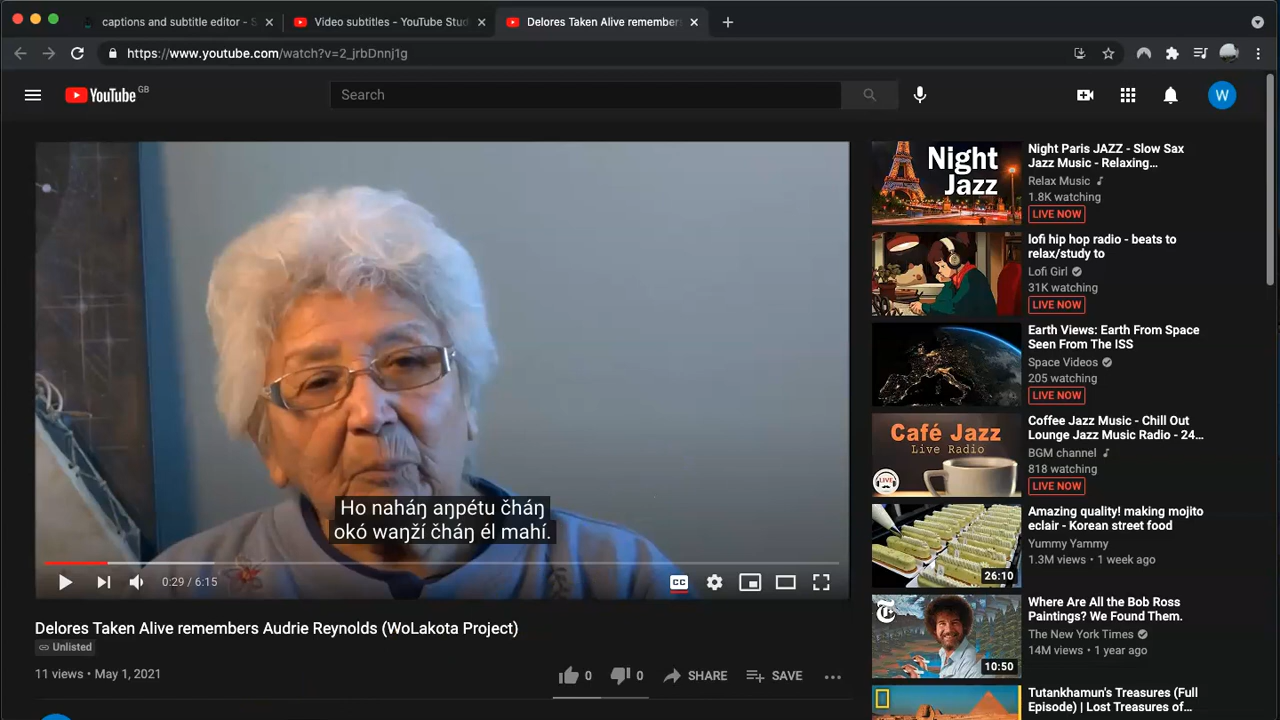 captions and subtitle editor - S
Video subtitles - YouTube Stud
Delores Taken Alive remembers
https://www.youtube.com/watch?v=2_jrbDnnj1g
YouTube GB
Search
W
Night Jazz
Night Paris JAZZ - Slow Sax
Jazz Music - Relaxing...
Relax Music
1.8K watching
LIVE NOW
lofi hip hop radio - beats to
relax/study to
Lofi Girl
31K watching
LIVE NOW
Earth Views: Earth From Space
Seen From The ISS
Space Videos
205 watching
LIVE NOW
Café Jazz
Live Radio
LIVE
Coffee Jazz Music - Chill Out
Lounge Jazz Music Radio - 24...
BGM channel
818 watching
LIVE NOW
26:10
Amazing quality! making mojito
eclair - Korean street food
Yummy Yammy
1.3M views • 1 week ago
10:50
Where Are All the Bob Ross
Paintings? We Found Them.
The New York Times
14M views • 1 year ago
Tutankhamun's Treasures (Full
Episode) | Lost Treasures of...
Ho naháŋ aŋpétu čháŋ
okó waŋží čháŋ él mahí.
0:29 / 6:15
CC
Delores Taken Alive remembers Audrie Reynolds (WoLakota Project)
Unlisted
11 views • May 1, 2021
0
0
SHARE
SAVE